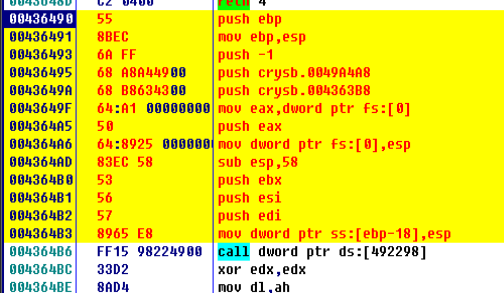 0043648D C2 0400 retn 4
00436490 55 push ebp
00436491 8BEC mov ebp,esp
00436493 6A FF push -1
00436495 68 A8A44900 push crysb.0049A4A8
0043649A 68 B8634300 push crysb.004363B8
0043649F 64:A1 00000000 mov eax,dword ptr fs:[0]
004364A5 50 push eax
004364A6 64:8925 0000000 mov dword ptr fs:[0],esp
004364AD 83EC 58 sub esp,58
004364B0 53 push ebx
004364B1 56 push esi
004364B2 57 push edi
004364B3 8965 E8 mov dword ptr ss:[ebp-18],esp
004364B6 FF15 98224900 call dword ptr ds:[492298]
004364BC 33D2 xor edx,edx
004364BE 8AD4 mov dl,ah